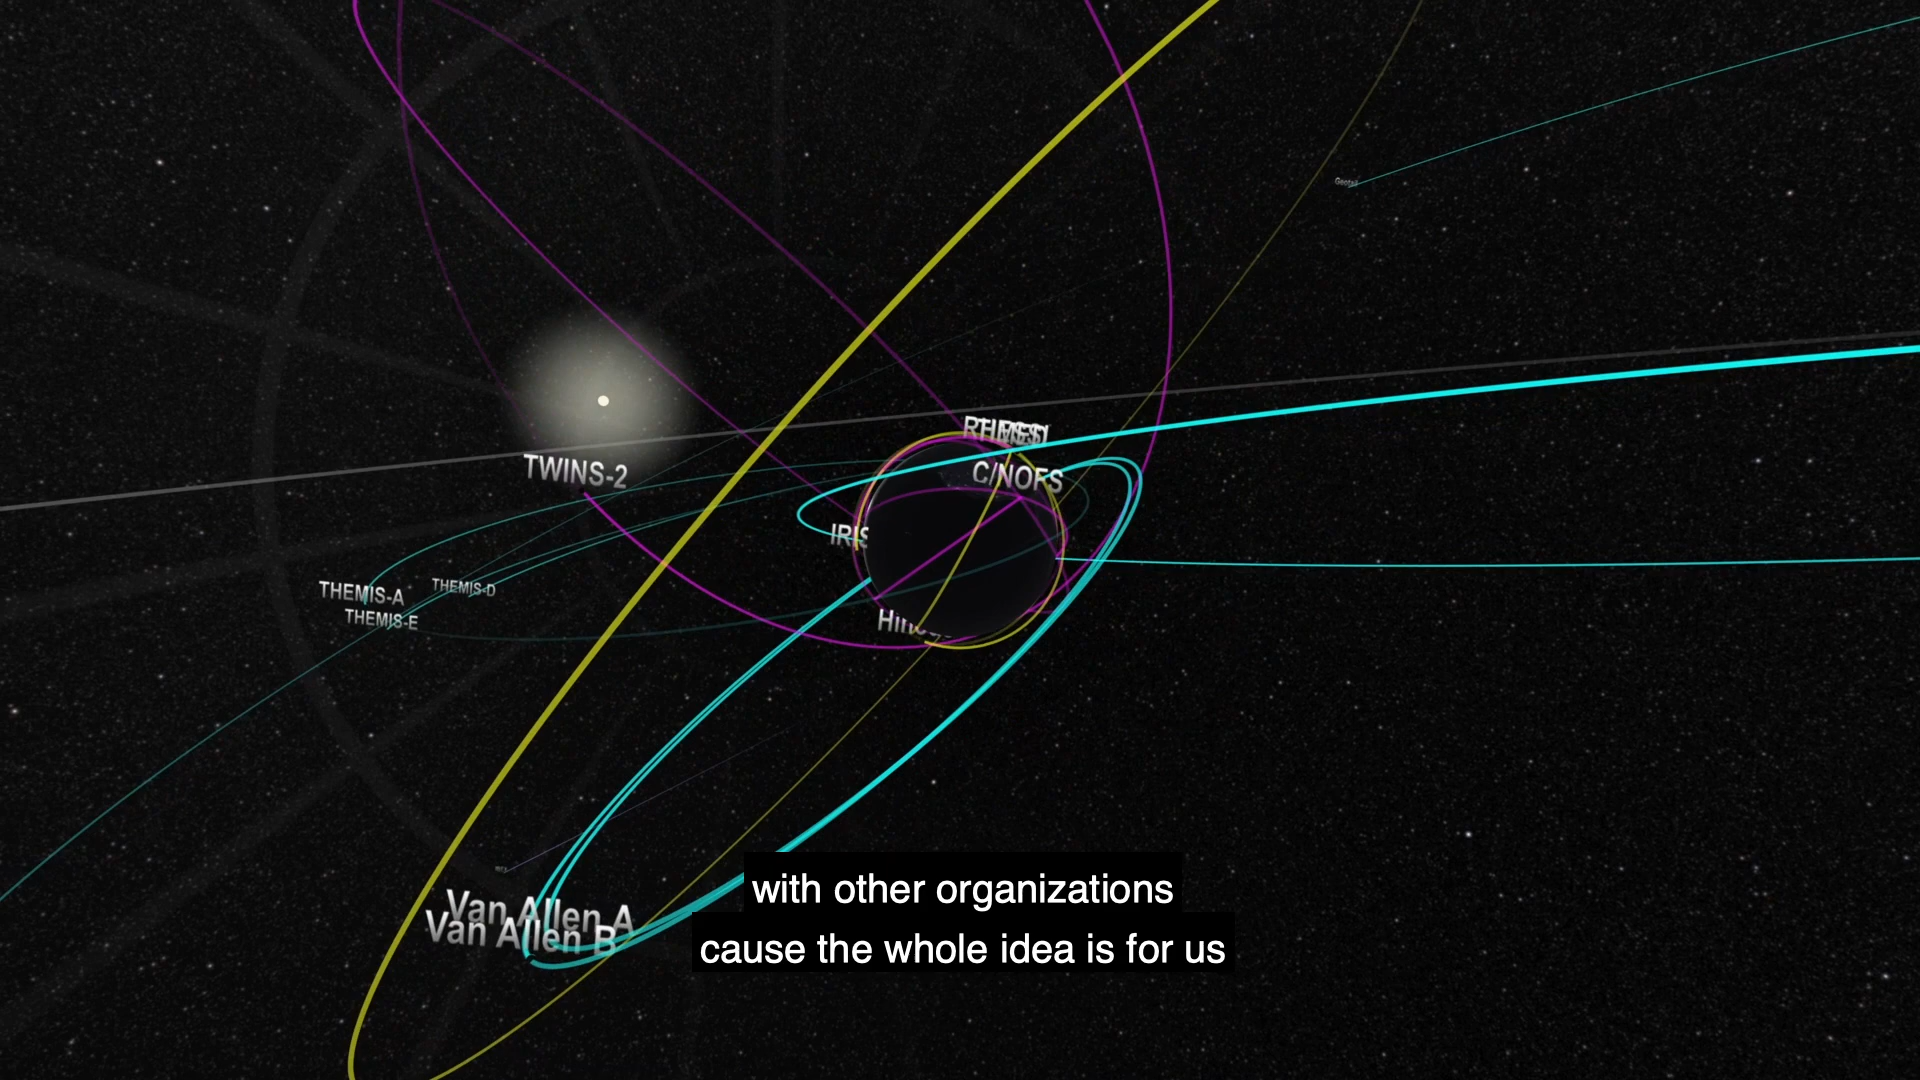 Geotail
C/NOFS
TWINS-2
IRIS
THEMIS-D
THEMIS-A
THEMIS-E
Van Allen A
Van Allen B
with other organizations
cause the whole idea is for us